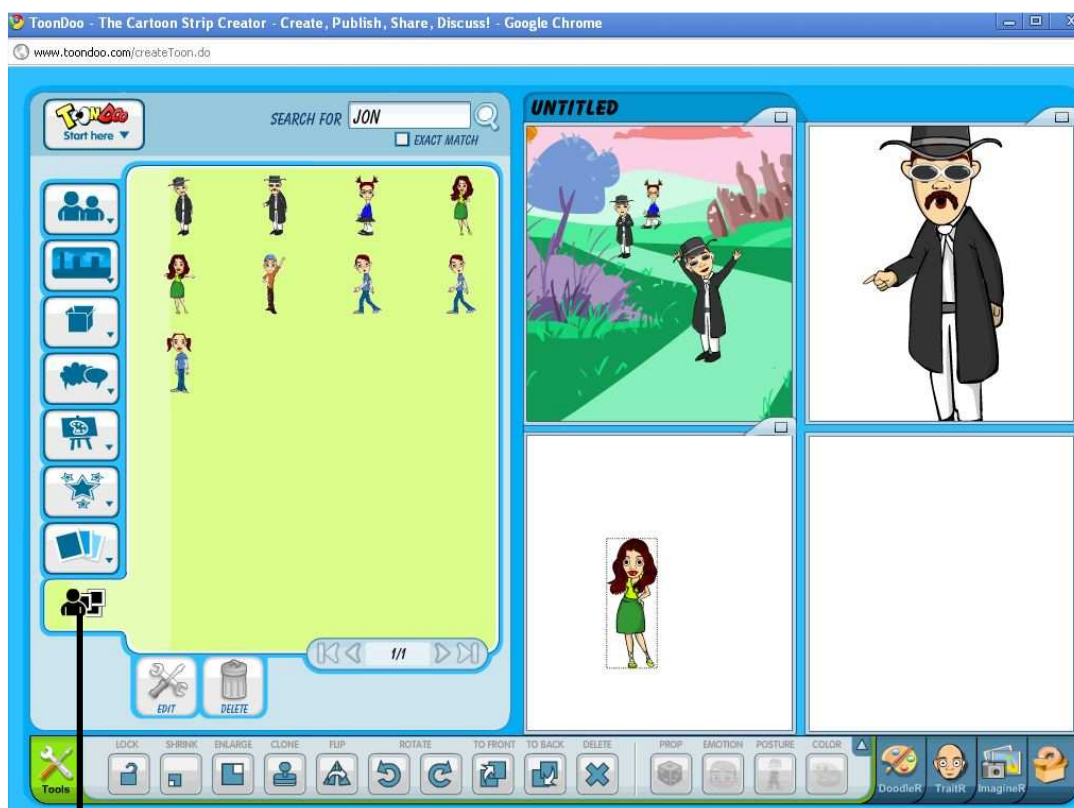 ToonDoo - The Cartoon Strip Creator - Create, Publish, Share, Discuss! - Google Chrome
www.toondoo.com/createToon.do
TOONDOO
Start here ▼
SEARCH FOR JON
EXACT MATCH
UNTITLED
1/1
EDIT DELETE
LOCK SHRINK ENLARGE CLONE FLIP ROTATE TO FRONT TO BACK DELETE PROP EMOTION POSTURE COLOR
Tools DoodleR TraitR ImagineR